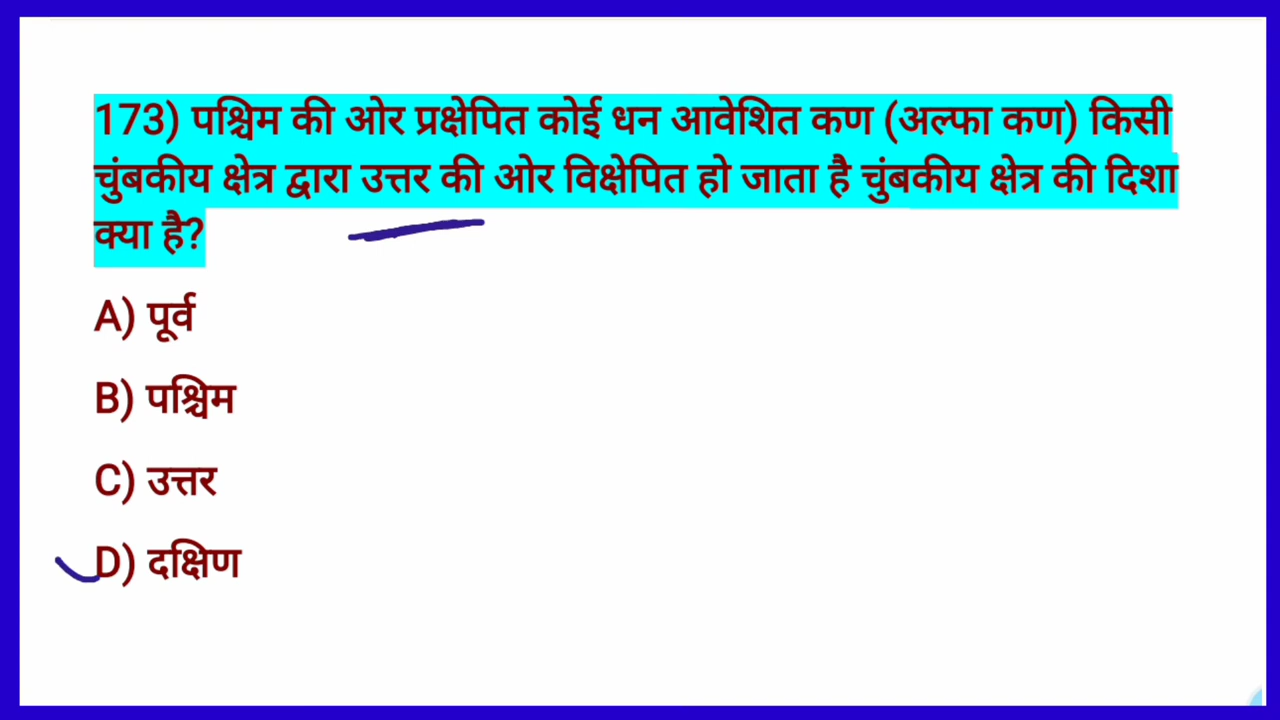 173) पश्चिम की ओर प्रक्षेपित कोई धन आवेशित कण (अल्फा कण) किसी
चुंबकीय क्षेत्र द्वारा उत्तर की ओर विक्षेपित हो जाता है चुंबकीय क्षेत्र की दिशा
क्या है?
A) पूर्व
B) पश्चिम
C) उत्तर
D) दक्षिण